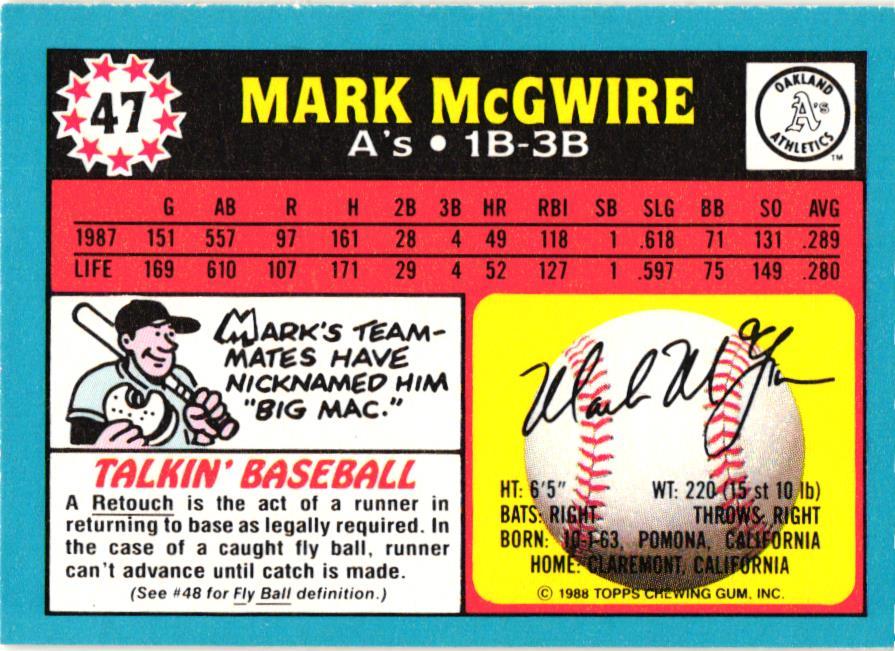 47
MARK McGWIRE
A's • 1B-3B
OAKLAND
A's
ATHLETICS
TM
G AB R H 2B 3B HR RBI SB SLG BB SO AVG
1987 151 557 97 161 28 4 49 118 1 .618 71 131 .289
LIFE 169 610 107 171 29 4 52 127 1 .597 75 149 .280
MARK'S TEAM-
MATES HAVE
NICKNAMED HIM
"BIG MAC."
TALKIN' BASEBALL
A Retouch is the act of a runner in
returning to base as legally required. In
the case of a caught fly ball, runner
can't advance until catch is made.
(See #48 for Fly Ball definition.)
Mark McGwire
HT: 6'5" WT: 220 (15 st 10 lb)
BATS: RIGHT THROWS: RIGHT
BORN: 10-1-63, POMONA, CALIFORNIA
HOME: CLAREMONT, CALIFORNIA
© 1988 TOPPS CHEWING GUM, INC.